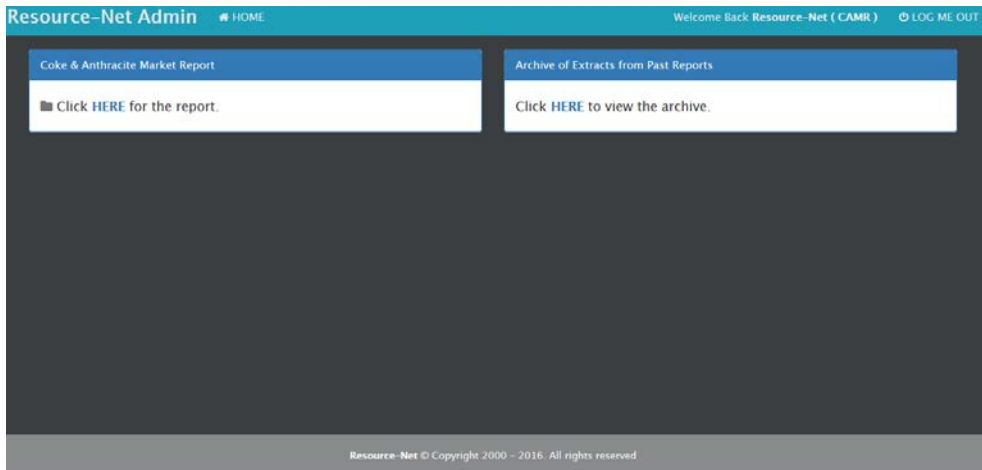 Resource-Net Admin HOME Welcome Back Resource-Net ( CAMR ) LOG ME OUT
Coke & Anthracite Market Report
Click HERE for the report.
Archive of Extracts from Past Reports
Click HERE to view the archive.
Resource-Net © Copyright 2000 - 2016. All rights reserved